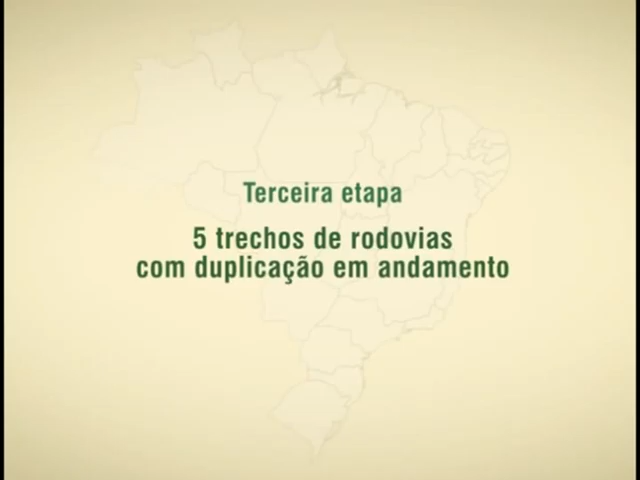 Terceira etapa
5 trechos de rodovias
com duplicação em andamento